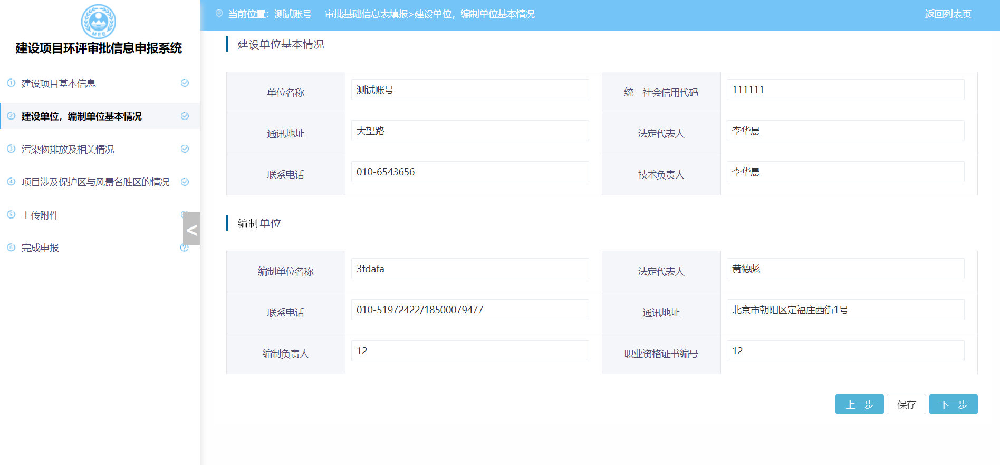 MEE
建设项目环评审批信息申报系统
1 建设项目基本信息
2 建设单位，编制单位基本情况
3 污染物排放及相关情况
4 项目涉及保护区与风景名胜区的情况
5 上传附件
6 完成申报
<
当前位置：测试账号 审批基础信息表填报>建设单位，编制单位基本情况 返回列表页
建设单位基本情况
单位名称 测试账号 统一社会信用代码 111111
通讯地址 大望路 法定代表人 李华晨
联系电话 010-6543656 技术负责人 李华晨
编制单位
编制单位名称 3fdafa 法定代表人 黄德彪
联系电话 010-51972422/18500079477 通讯地址 北京市朝阳区定福庄西街1号
编制负责人 12 职业资格证书编号 12
上一步 保存 下一步